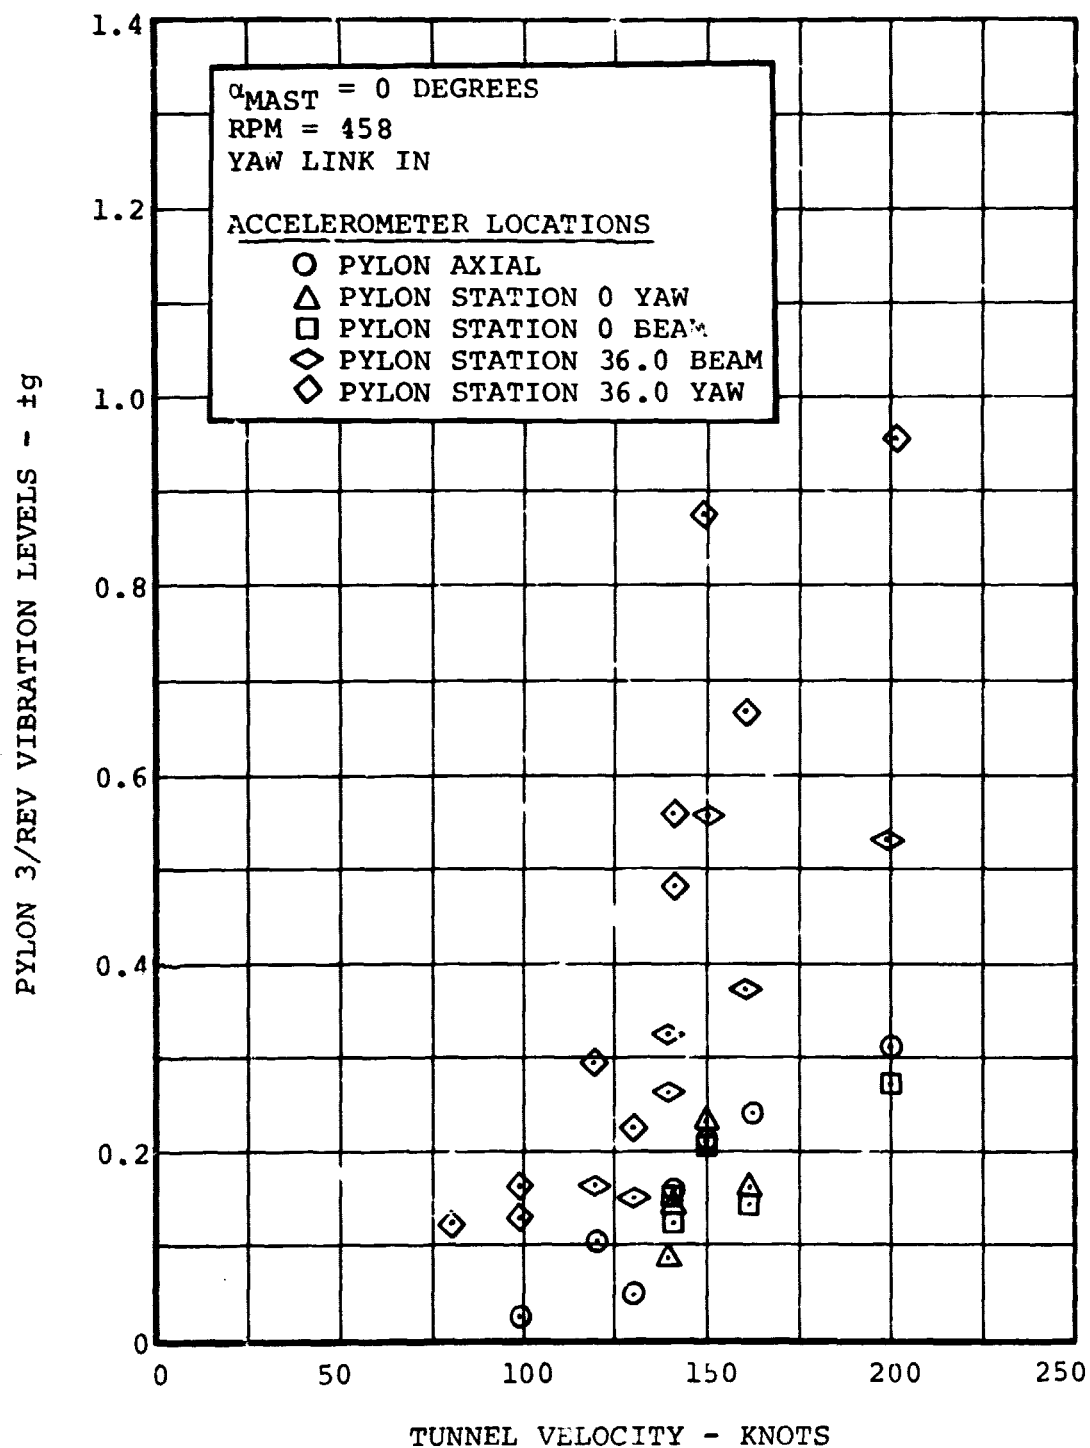 1.4
1.2
1.0
0.8
0.6
0.4
0.2
0
PYLON 3/REV VIBRATION LEVELS - ±g
αMAST = 0 DEGREES
RPM = 458
YAW LINK IN
ACCELEROMETER LOCATIONS
PYLON AXIAL
PYLON STATION 0 YAW
PYLON STATION 0 BEAM
PYLON STATION 36.0 BEAM
PYLON STATION 36.0 YAW
0 50 100 150 200 250
TUNNEL VELOCITY - KNOTS